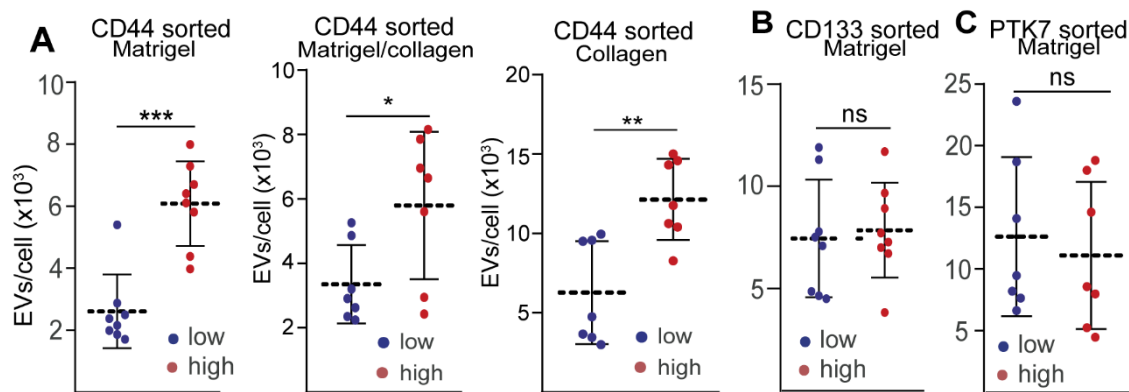 A
CD44 sorted
Matrigel
EVs/cell (x10³)
10
8
6
4
2
***
low
high
CD44 sorted
Matrigel/collagen
EVs/cell (x10³)
10
8
6
4
2
*
low
high
CD44 sorted
Collagen
EVs/cell (x10³)
20
15
10
5
**
low
high
B
CD133 sorted
Matrigel
15
10
5
ns
low
high
C
PTK7 sorted
Matrigel
25
20
15
10
5
ns
low
high